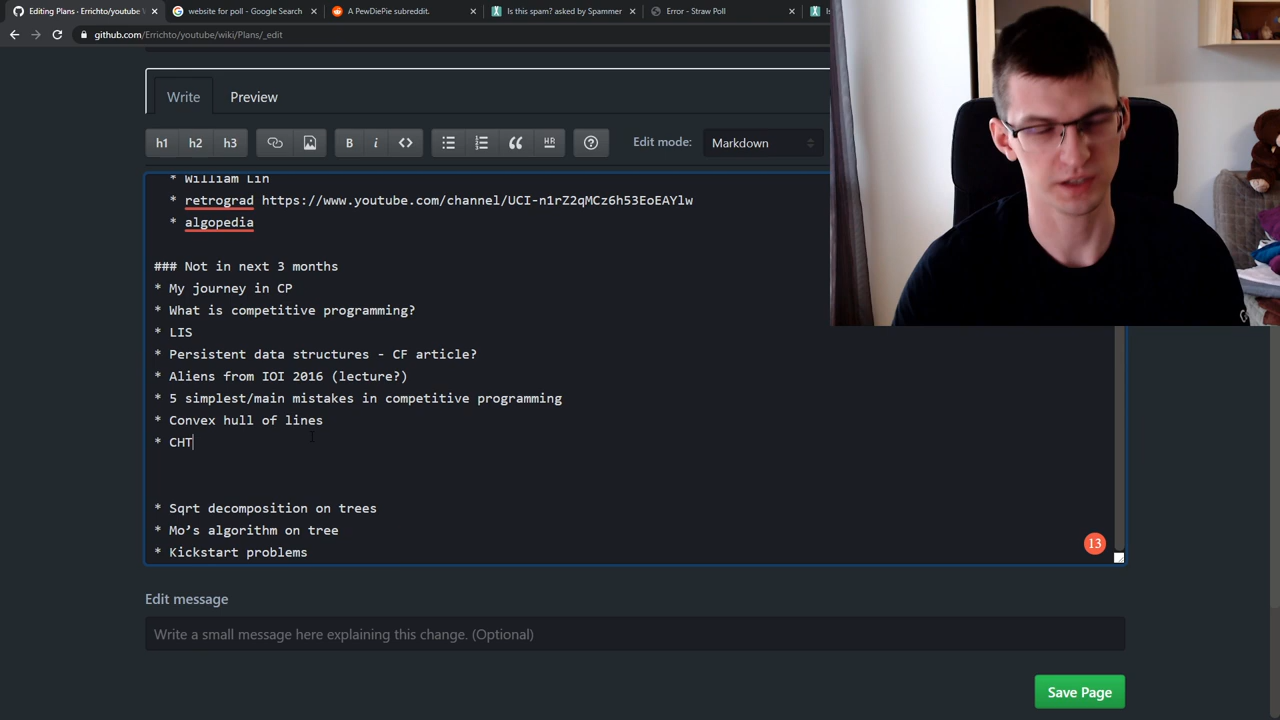 Editing Plans · Errichto/youtube
website for poll - Google Search
A PewDiePie subreddit.
Is this spam? asked by Spammer
Error - Straw Poll
github.com/Errichto/youtube/wiki/Plans/_edit
Write
Preview
h1 h2 h3 B i <> HR
Edit mode:
Markdown
* William Lin
* retrograd https://www.youtube.com/channel/UCI-n1rZ2qMCz6h53EoEAYlw
* algopedia
### Not in next 3 months
* My journey in CP
* What is competitive programming?
* LIS
* Persistent data structures - CF article?
* Aliens from IOI 2016 (lecture?)
* 5 simplest/main mistakes in competitive programming
* Convex hull of lines
* CHT
* Sqrt decomposition on trees
* Mo’s algorithm on tree
* Kickstart problems
13
Edit message
Write a small message here explaining this change. (Optional)
Save Page